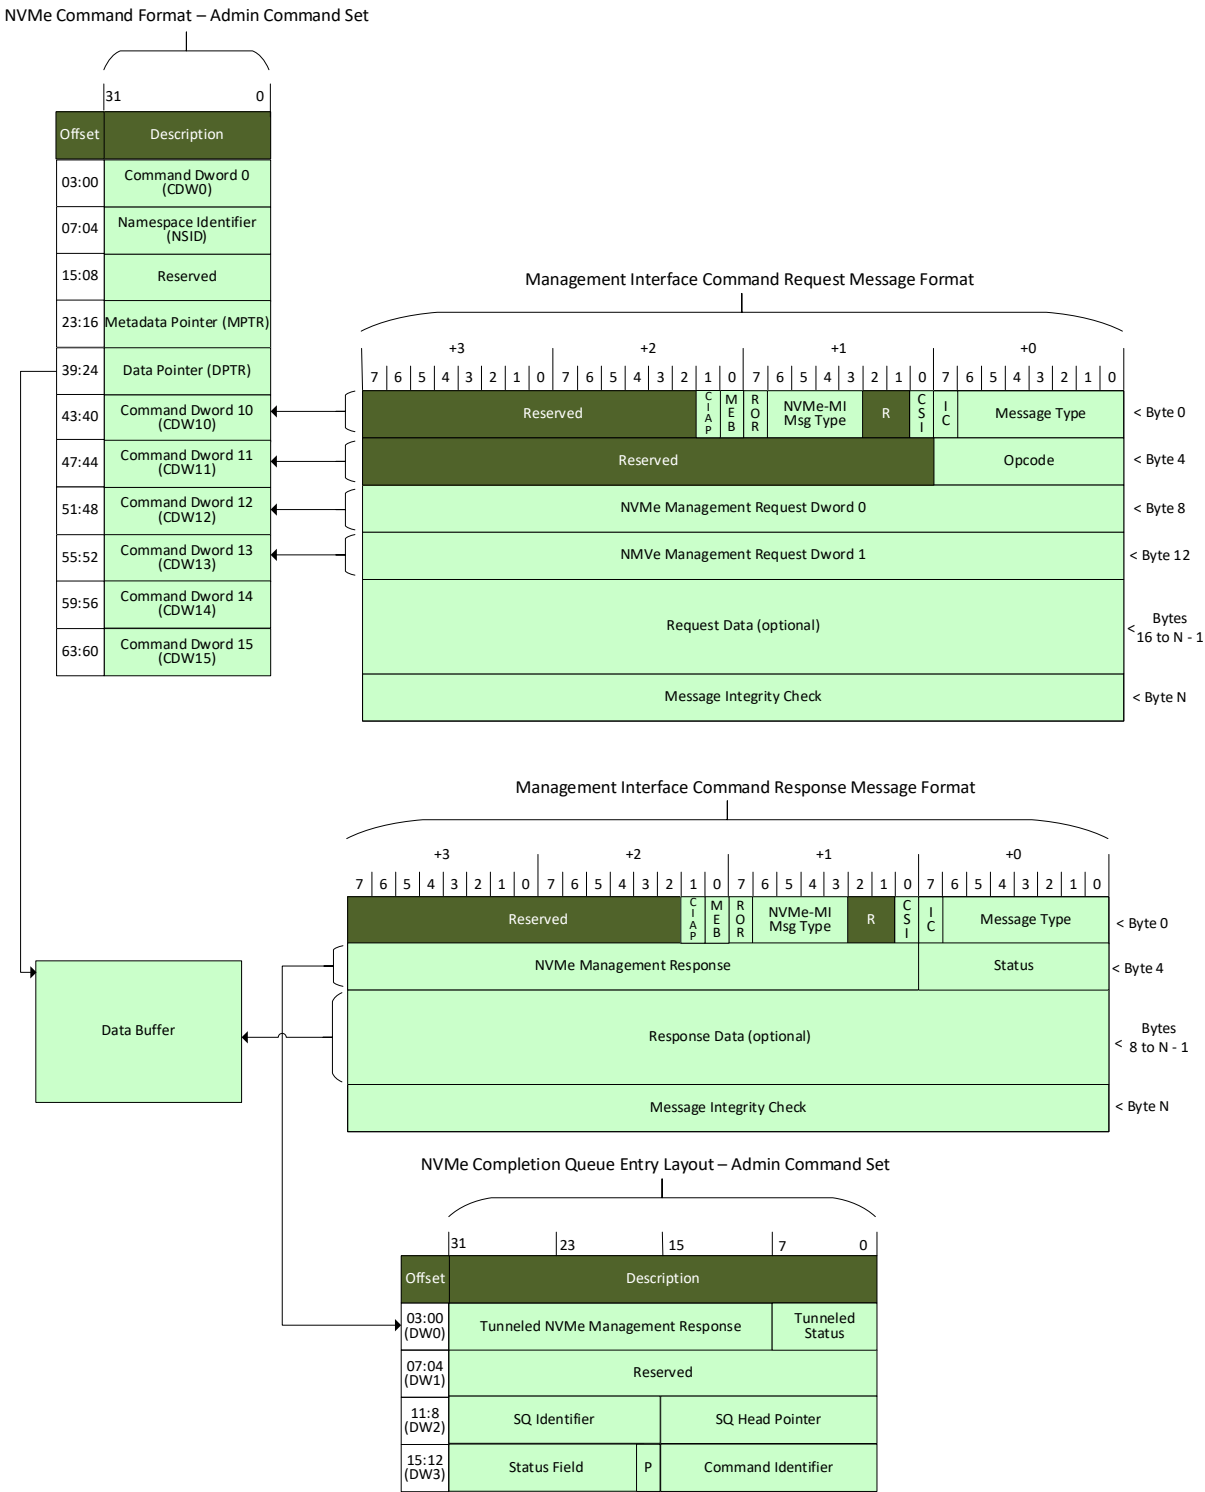 NVMe Command Format – Admin Command Set
31 0
Offset Description
03:00 Command Dword 0
(CDW0)
07:04 Namespace Identifier
(NSID)
15:08 Reserved
23:16 Metadata Pointer (MPTR)
39:24 Data Pointer (DPTR)
43:40 Command Dword 10
(CDW10)
47:44 Command Dword 11
(CDW11)
51:48 Command Dword 12
(CDW12)
55:52 Command Dword 13
(CDW13)
59:56 Command Dword 14
(CDW14)
63:60 Command Dword 15
(CDW15)
Management Interface Command Request Message Format
+3 +2 +1 +0
7 6 5 4 3 2 1 0 7 6 5 4 3 2 1 0 7 6 5 4 3 2 1 0 7 6 5 4 3 2 1 0
Reserved CIAP MEB ROR NVMe-MI
Msg Type R CSI IC Message Type < Byte 0
Reserved Opcode < Byte 4
NVMe Management Request Dword 0 < Byte 8
NMVe Management Request Dword 1 < Byte 12
Request Data (optional) < Bytes
16 to N - 1
Message Integrity Check < Byte N
Management Interface Command Response Message Format
+3 +2 +1 +0
7 6 5 4 3 2 1 0 7 6 5 4 3 2 1 0 7 6 5 4 3 2 1 0 7 6 5 4 3 2 1 0
Reserved CIAP MEB ROR NVMe-MI
Msg Type R CSI IC Message Type < Byte 0
NVMe Management Response Status < Byte 4
Response Data (optional) < Bytes
8 to N - 1
Message Integrity Check < Byte N
Data Buffer
NVMe Completion Queue Entry Layout – Admin Command Set
31 23 15 7 0
Offset Description
03:00
(DW0) Tunneled NVMe Management Response Tunneled
Status
07:04
(DW1) Reserved
11:8
(DW2) SQ Identifier SQ Head Pointer
15:12
(DW3) Status Field P Command Identifier